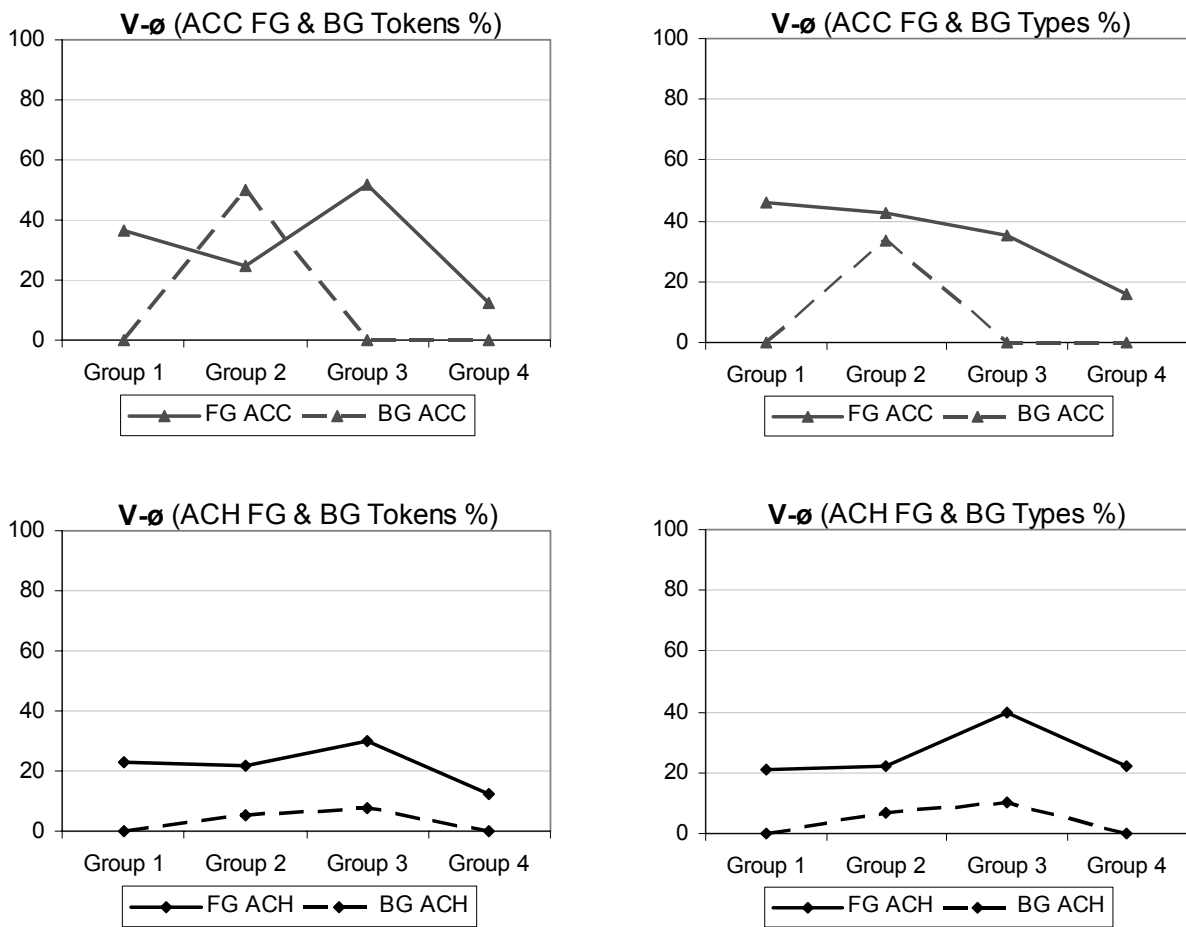 V-ø (ACC FG & BG Tokens %)
100
80
60
40
20
0
Group 1 Group 2 Group 3 Group 4
FG ACC BG ACC
V-ø (ACC FG & BG Types %)
100
80
60
40
20
0
Group 1 Group 2 Group 3 Group 4
FG ACC BG ACC
V-ø (ACH FG & BG Tokens %)
100
80
60
40
20
0
Group 1 Group 2 Group 3 Group 4
FG ACH BG ACH
V-ø (ACH FG & BG Types %)
100
80
60
40
20
0
Group 1 Group 2 Group 3 Group 4
FG ACH BG ACH